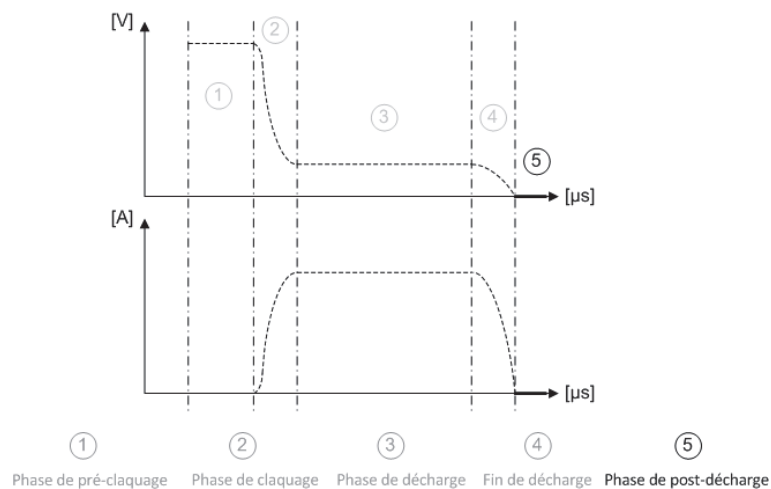 [V]
2
1
3
4
5
[µs]
[A]
[µs]
1 2 3 4 5
Phase de pré-claquage Phase de claquage Phase de décharge Fin de décharge Phase de post-décharge